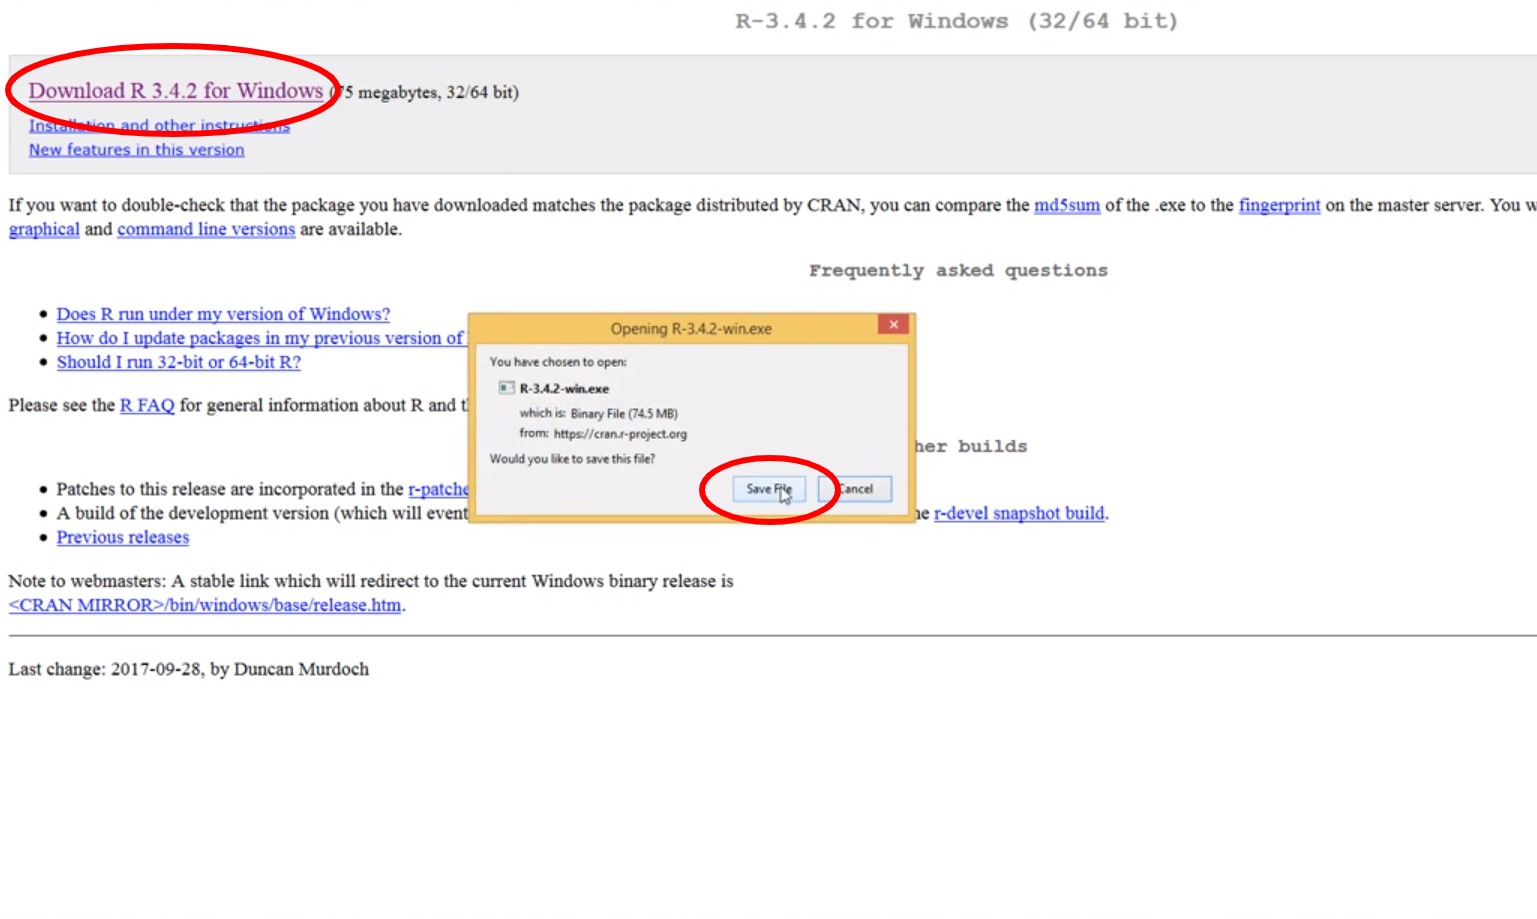 R-3.4.2 for Windows (32/64 bit)
Download R 3.4.2 for Windows (75 megabytes, 32/64 bit)
Installation and other instructions
New features in this version
If you want to double-check that the package you have downloaded matches the package distributed by CRAN, you can compare the md5sum of the .exe to the fingerprint on the master server. You w
graphical and command line versions are available.
Frequently asked questions
Does R run under my version of Windows?
How do I update packages in my previous version of
Should I run 32-bit or 64-bit R?
Please see the R FAQ for general information about R and t
her builds
Patches to this release are incorporated in the r-patche
A build of the development version (which will event
he r-devel snapshot build.
Previous releases
Note to webmasters: A stable link which will redirect to the current Windows binary release is
<CRAN MIRROR>/bin/windows/base/release.htm.
Last change: 2017-09-28, by Duncan Murdoch
Opening R-3.4.2-win.exe
You have chosen to open:
R-3.4.2-win.exe
which is: Binary File (74.5 MB)
from: https://cran.r-project.org
Would you like to save this file?
Save File
Cancel